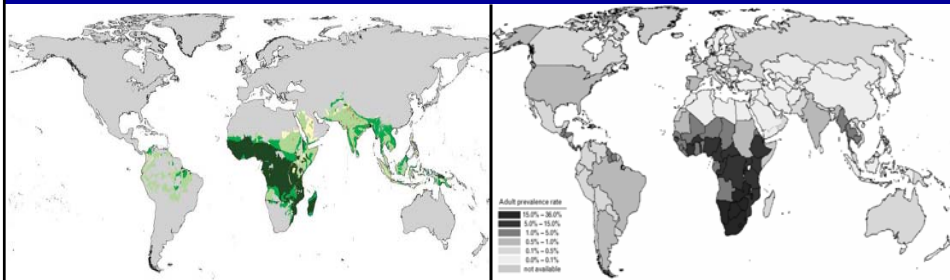 Adult prevalence rate
15.0% – 36.0%
5.0% – 15.0%
1.0% – 5.0%
0.5% – 1.0%
0.1% – 0.5%
0.0% – 0.1%
not available